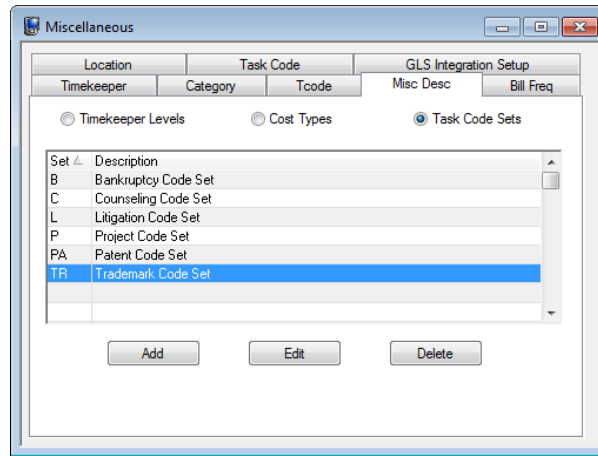 Miscellaneous
Location Task Code GLS Integration Setup
Timekeeper Category Tcode Misc Desc Bill Freq
Timekeeper Levels Cost Types Task Code Sets
Set Description
B Bankruptcy Code Set
C Counseling Code Set
L Litigation Code Set
P Project Code Set
PA Patent Code Set
TR Trademark Code Set
Add Edit Delete